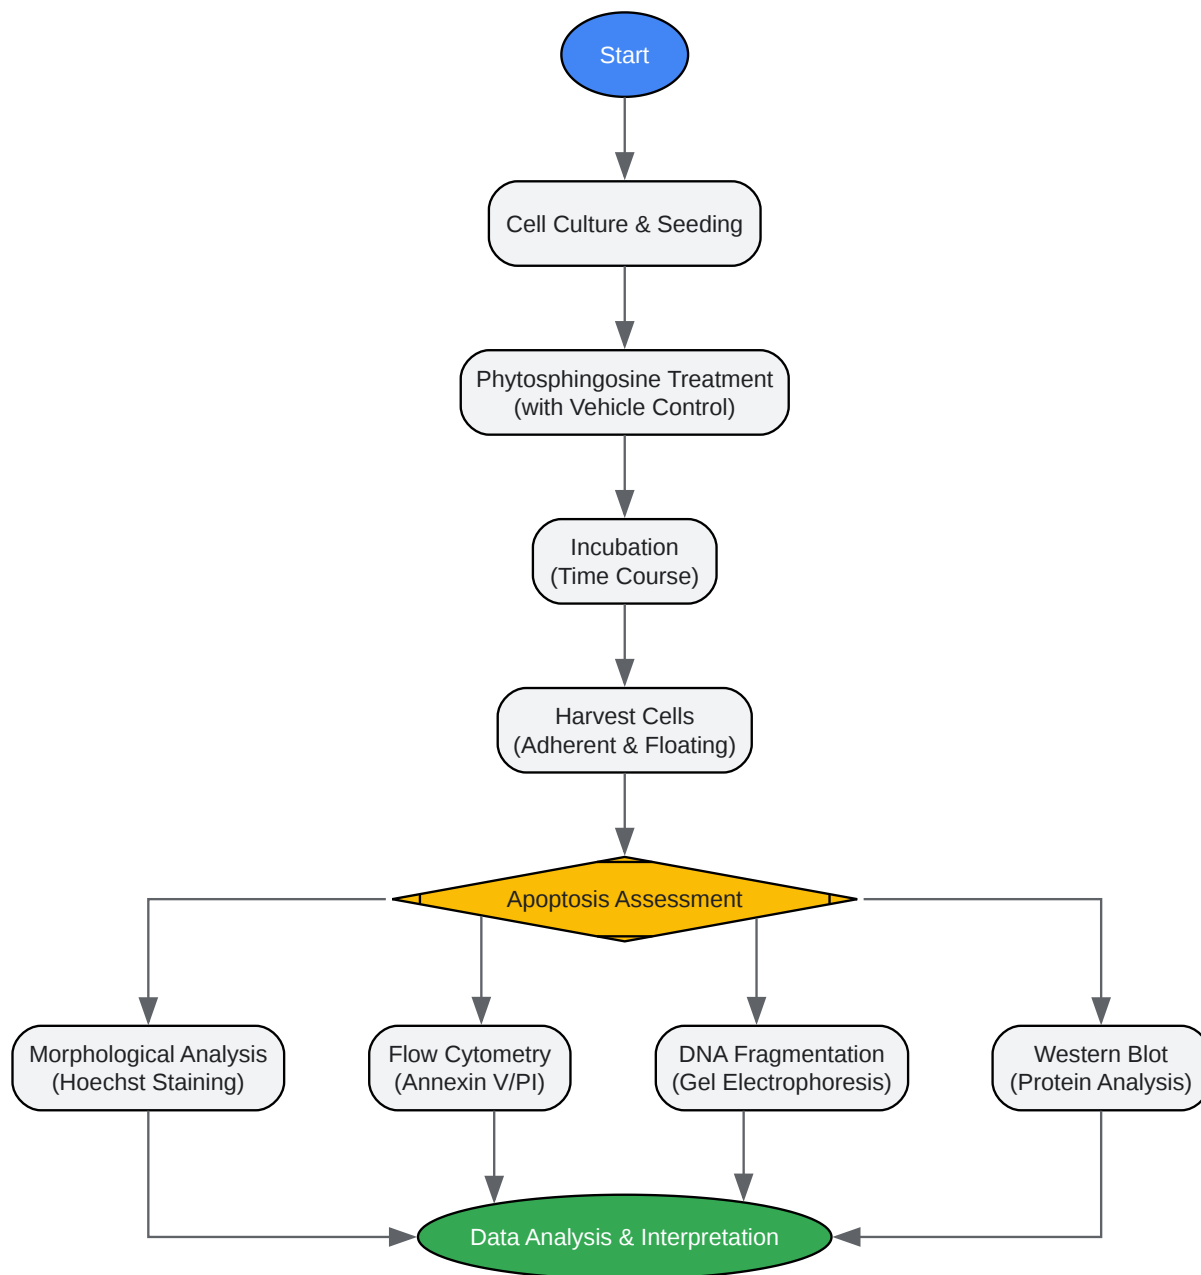 Start
Cell Culture & Seeding
Phytosphingosine Treatment
(with Vehicle Control)
Incubation
(Time Course)
Harvest Cells
(Adherent & Floating)
Apoptosis Assessment
Morphological Analysis
(Hoechst Staining)
Flow Cytometry
(Annexin V/PI)
DNA Fragmentation
(Gel Electrophoresis)
Western Blot
(Protein Analysis)
Data Analysis & Interpretation